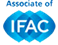 Associate of
IFAC